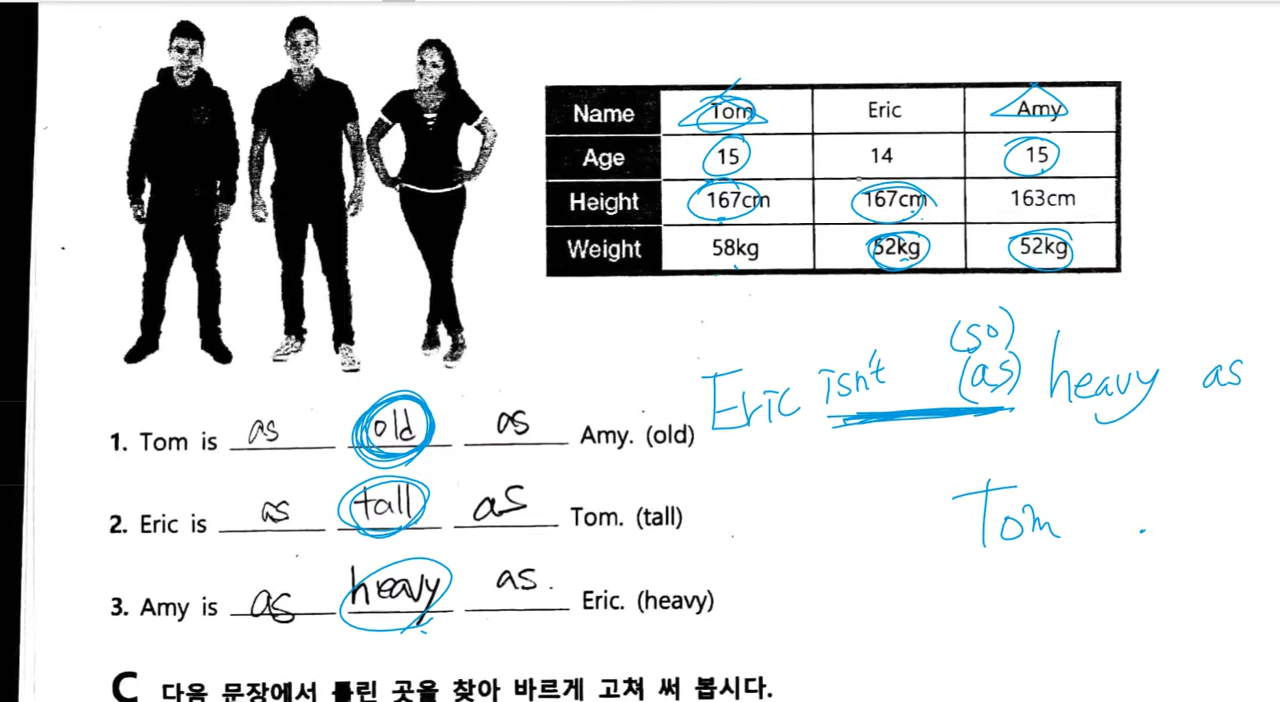 Name Tom Eric Amy
Age 15 14 15
Height 167cm 167cm 163cm
Weight 58kg 52kg 52kg
(so)
Eric isn't (as) heavy as
Tom .
1. Tom is as old as Amy. (old)
2. Eric is as tall as Tom. (tall)
3. Amy is as heavy as. Eric. (heavy)
C 다음 문장에서 틀린 곳을 찾아 바르게 고쳐 써 봅시다.